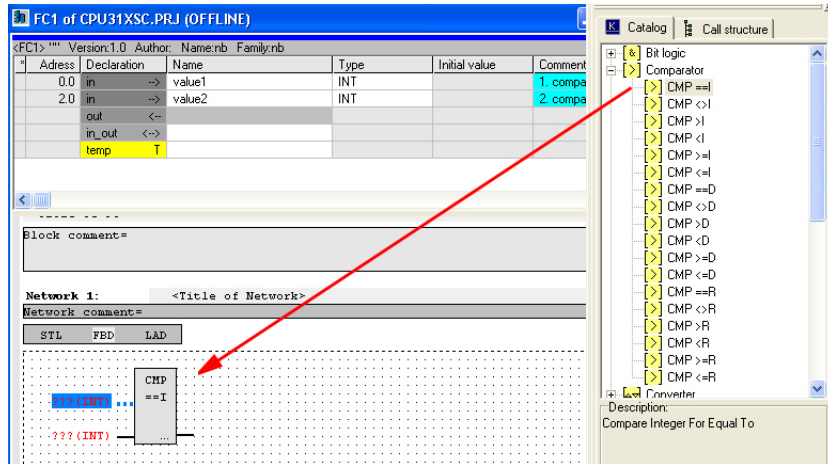 FC1 of CPU31XSC.PRJ (OFFLINE)
<FC1> "" Version:1.0 Author: Name:nb Family:nb
* Adress Declaration Name Type Initial value Comment
0.0 in --> value1 INT 1. compa
2.0 in --> value2 INT 2. compa
out <--
in_out <-->
temp T
Block comment=
Network 1: <Title of Network>
Network comment=
STL FBD LAD
CMP
==I
???(INT)
???(INT) ...
Catalog Call structure
Bit logic
Comparator
CMP ==I
CMP <>I
CMP >I
CMP <I
CMP >=I
CMP <=I
CMP ==D
CMP <>D
CMP >D
CMP <D
CMP >=D
CMP <=D
CMP ==R
CMP <>R
CMP >R
CMP <R
CMP >=R
CMP <=R
Converter
Description:
Compare Integer For Equal To